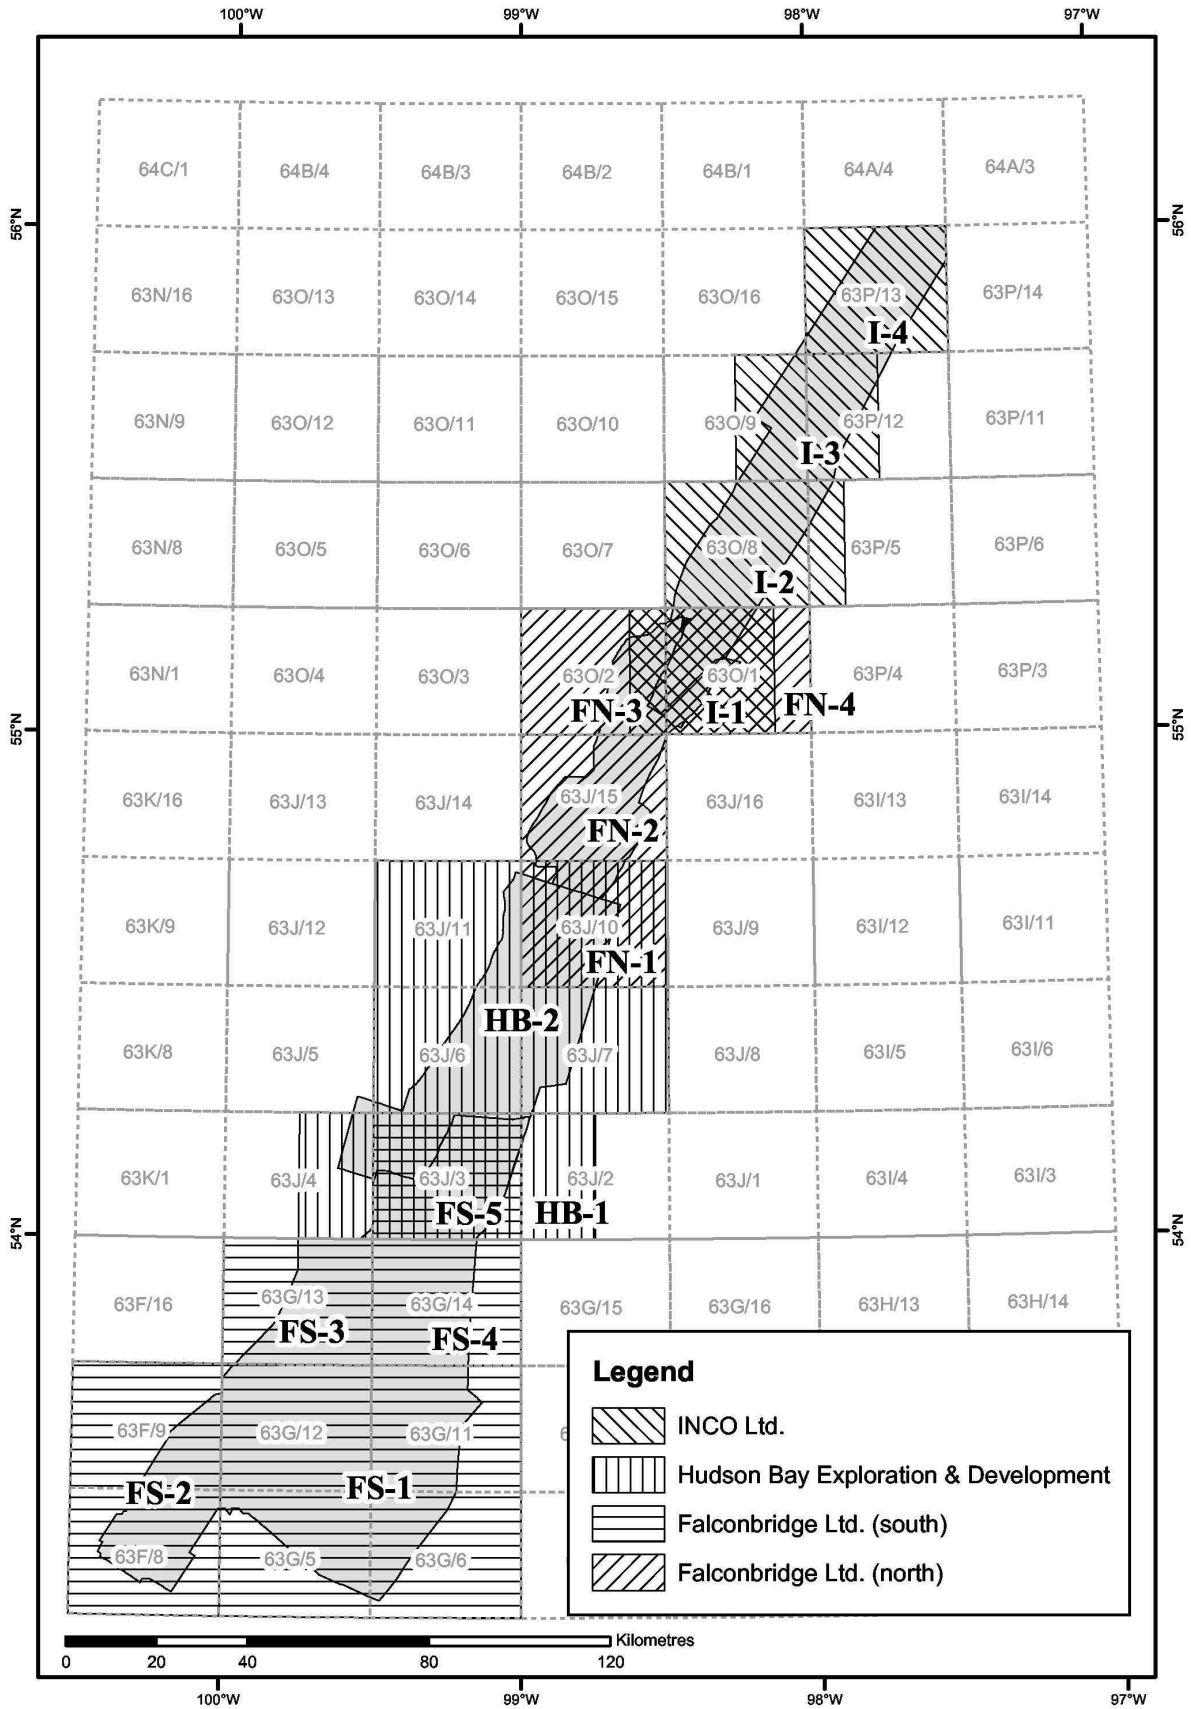 100°W 99°W 98°W 97°W
64C/1 64B/4 64B/3 64B/2 64B/1 64A/4 64A/3
56°N 56°N
63N/16 63O/13 63O/14 63O/15 63O/16 63P/13 63P/14
I-4
63N/9 63O/12 63O/11 63O/10 63O/9 63P/12 63P/11
I-3
63N/8 63O/5 63O/6 63O/7 63O/8 63P/5 63P/6
I-2
63N/1 63O/4 63O/3 63O/2 63O/1 63P/4 63P/3
FN-3 I-1 FN-4
55°N 55°N
63K/16 63J/13 63J/14 63J/15 63J/16 63I/13 63I/14
FN-2
63K/9 63J/12 63J/11 63J/10 63J/9 63I/12 63I/11
FN-1
HB-2
63K/8 63J/5 63J/6 63J/7 63J/8 63I/5 63I/6
63K/1 63J/4 63J/3 63J/2 63J/1 63I/4 63I/3
FS-5 HB-1
54°N 54°N
63F/16 63G/13 63G/14 63G/15 63G/16 63H/13 63H/14
FS-3 FS-4
63F/9 63G/12 63G/11
FS-2 FS-1
63F/8 63G/5 63G/6
Legend
INCO Ltd.
Hudson Bay Exploration & Development
Falconbridge Ltd. (south)
Falconbridge Ltd. (north)
Kilometres
0 20 40 80 120
100°W 99°W 98°W 97°W